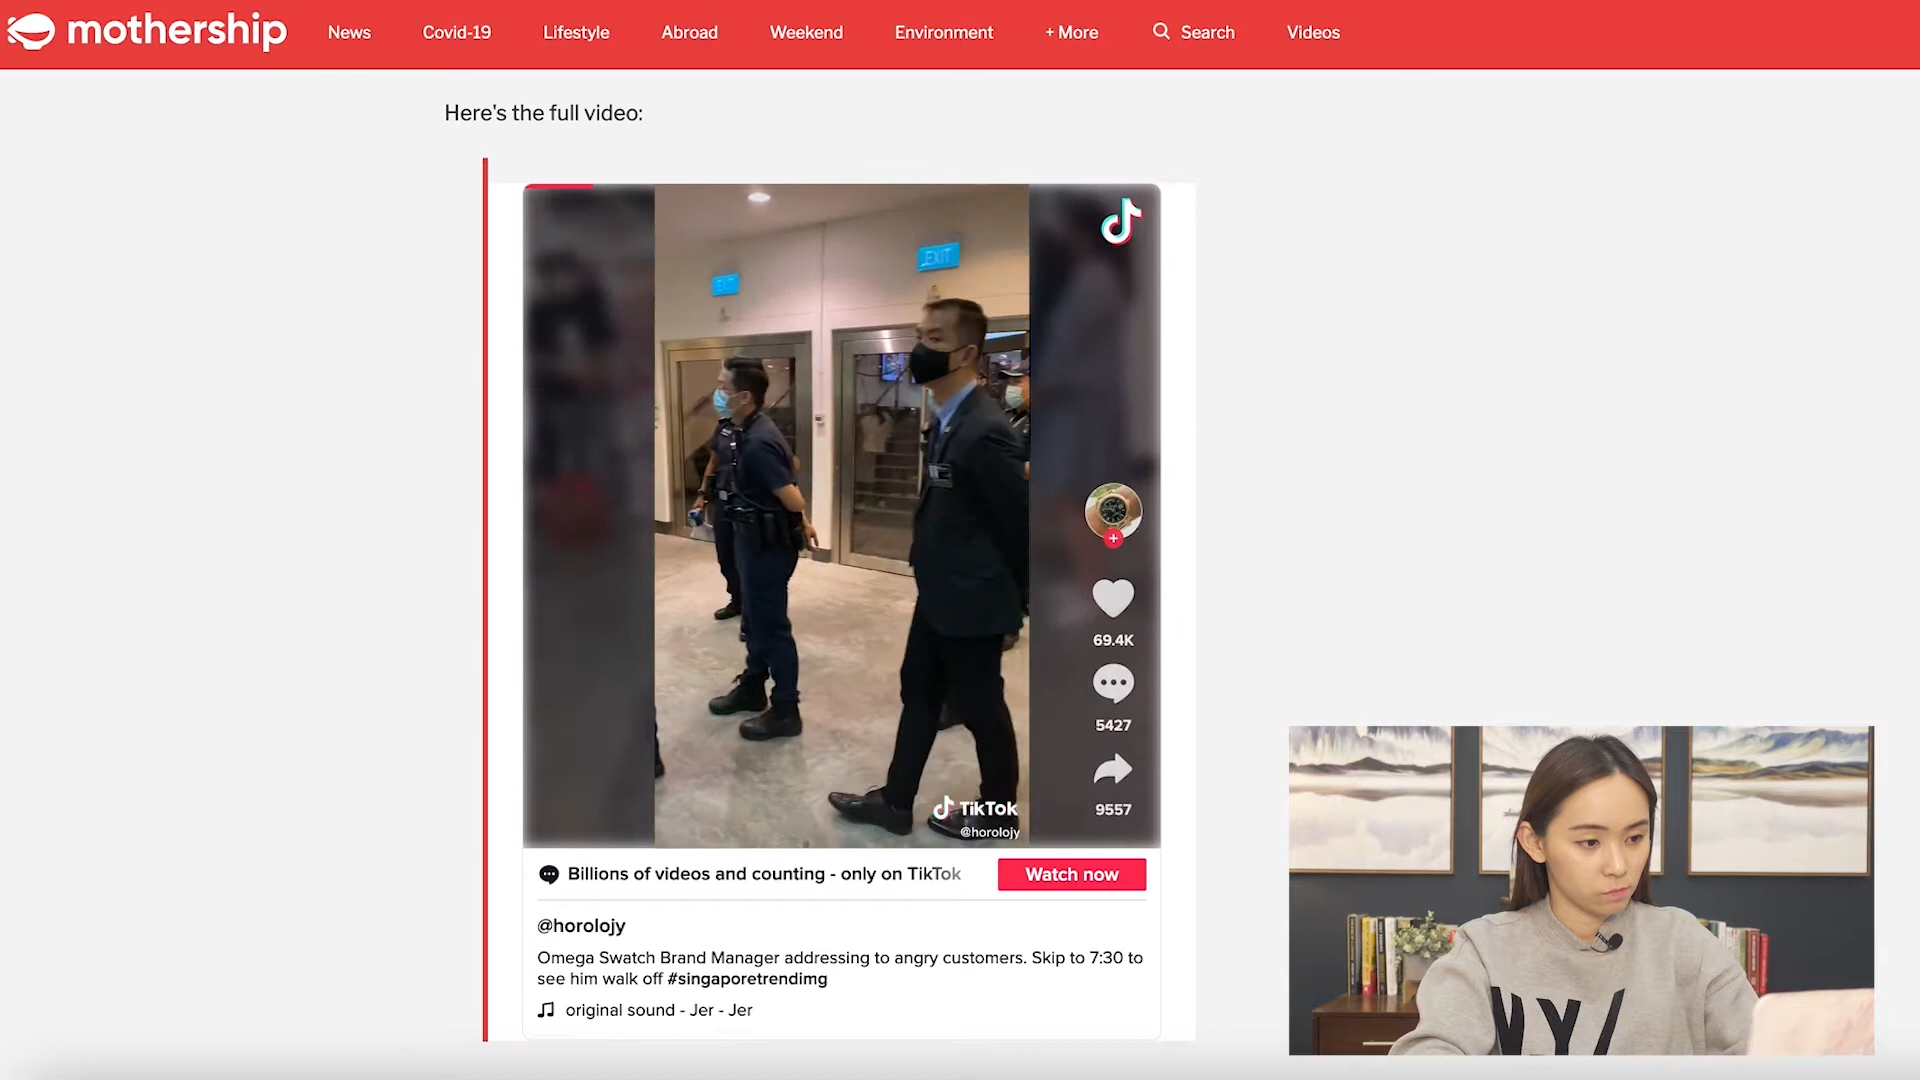 mothership
News Covid-19 Lifestyle Abroad Weekend Environment + More Search Videos
Here's the full video:
EXIT
EXIT
69.4K
5427
9557
TikTok
@horolojy
Billions of videos and counting - only on TikTok
Watch now
@horolojy
Omega Swatch Brand Manager addressing to angry customers. Skip to 7:30 to
see him walk off #singaporetrendimg
original sound - Jer - Jer
NY